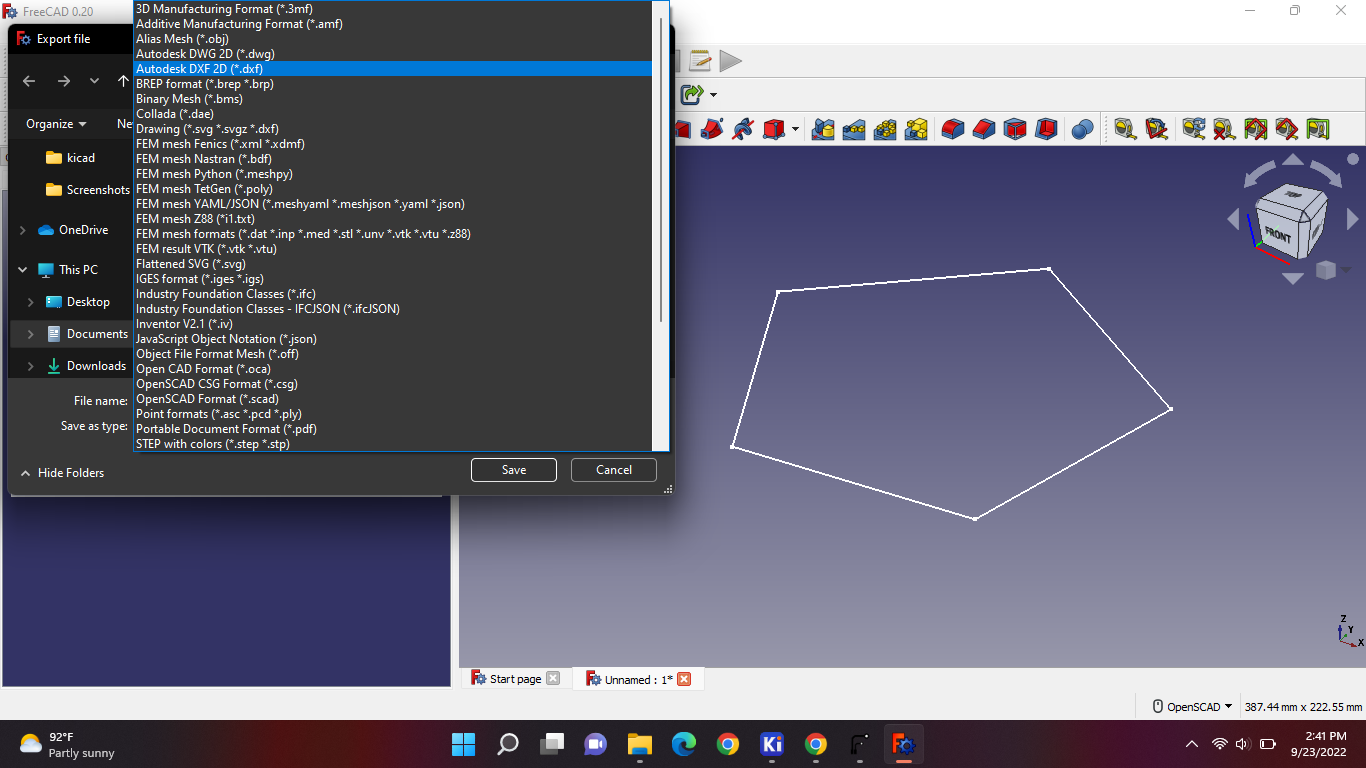 FreeCAD 0.20
Export file
3D Manufacturing Format (*.3mf)
Additive Manufacturing Format (*.amf)
Alias Mesh (*.obj)
Autodesk DWG 2D (*.dwg)
Autodesk DXF 2D (*.dxf)
BREP format (*.brep *.brp)
Binary Mesh (*.bms)
Collada (*.dae)
Drawing (*.svg *.svgz *.dxf)
FEM mesh Fenics (*.xml *.xdmf)
FEM mesh Nastran (*.bdf)
FEM mesh Python (*.meshpy)
FEM mesh TetGen (*.poly)
FEM mesh YAML/JSON (*.meshyaml *.meshjson *.yaml *.json)
FEM mesh Z88 (*i1.txt)
FEM mesh formats (*.dat *.inp *.med *.stl *.unv *.vtk *.vtu *.z88)
FEM result VTK (*.vtk *.vtu)
Flattened SVG (*.svg)
IGES format (*.iges *.igs)
Industry Foundation Classes (*.ifc)
Industry Foundation Classes - IFCJSON (*.ifcJSON)
Inventor V2.1 (*.iv)
JavaScript Object Notation (*.json)
Object File Format Mesh (*.off)
Open CAD Format (*.oca)
OpenSCAD CSG Format (*.csg)
OpenSCAD Format (*.scad)
Point formats (*.asc *.pcd *.ply)
Portable Document Format (*.pdf)
STEP with colors (*.step *.stp)
Organize
Ne
kicad
Screenshots
OneDrive
This PC
Desktop
Documents
Downloads
File name:
Save as type:
Hide Folders
Save
Cancel
TOP
FRONT
Z
Y
X
Start page
Unnamed : 1*
OpenSCAD
387.44 mm x 222.55 mm
92°F
Partly sunny
Ki
2:41 PM
9/23/2022